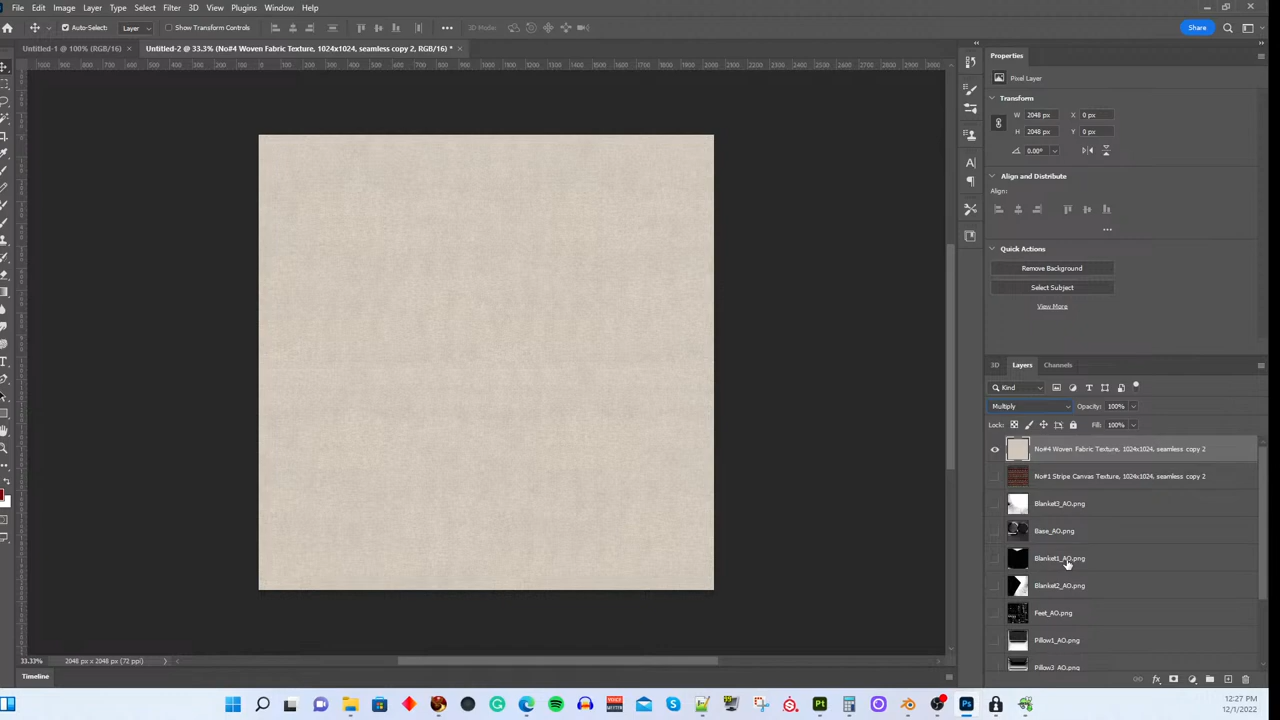 File Edit Image Layer Type Select Filter 3D View Plugins Window Help
Auto-Select: Layer Show Transform Controls 3D Mode: Share
Untitled-1 @ 100% (RGB/16) × Untitled-2 @ 33.3% (No#4 Woven Fabric Texture, 1024x1024, seamless copy 2, RGB/16) * ×
Properties
Pixel Layer
Transform
W 2048 px X 0 px
H 2048 px Y 0 px
0.00°
Align and Distribute
Align:
Quick Actions
Remove Background
Select Subject
View More
3D Layers Channels
Kind
Multiply Opacity: 100%
Lock: Fill: 100%
No#4 Woven Fabric Texture, 1024x1024, seamless copy 2
No#1 Stripe Canvas Texture, 1024x1024, seamless copy 2
Blanket3_AO.png
Base_AO.png
Blanket1_AO.png
Blanket2_AO.png
Feet_AO.png
Pillow1_AO.png
Pillow3_AO.png
33.33% 2048 px x 2048 px (72 ppi)
Timeline
12:27 PM
12/1/2022